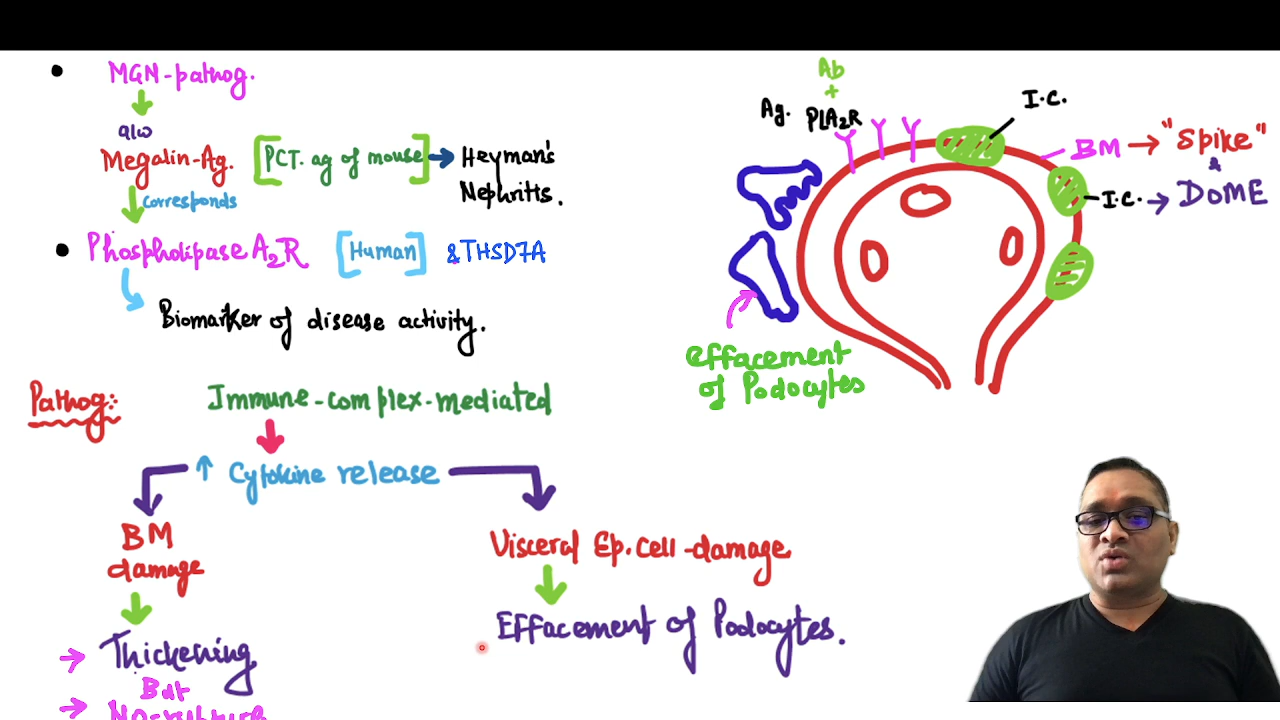 MGN-pathog.
also
Megalin-Ag. [PCT. ag of mouse] Heyman's
Nephritis.
corresponds
Phospholipase A2R [Human] & THSD7A
Biomarker of disease activity.
Pathog:
Immune-complex-mediated
↑ Cytokine release
BM
damage
Thickening
But
No-rupture
Visceral Ep. cell-damage
Effacement of Podocytes.
Ab
+
Ag. PLA2R
I.C.
BM → "Spike"
&
I.C. → DOME
effacement
of Podocytes